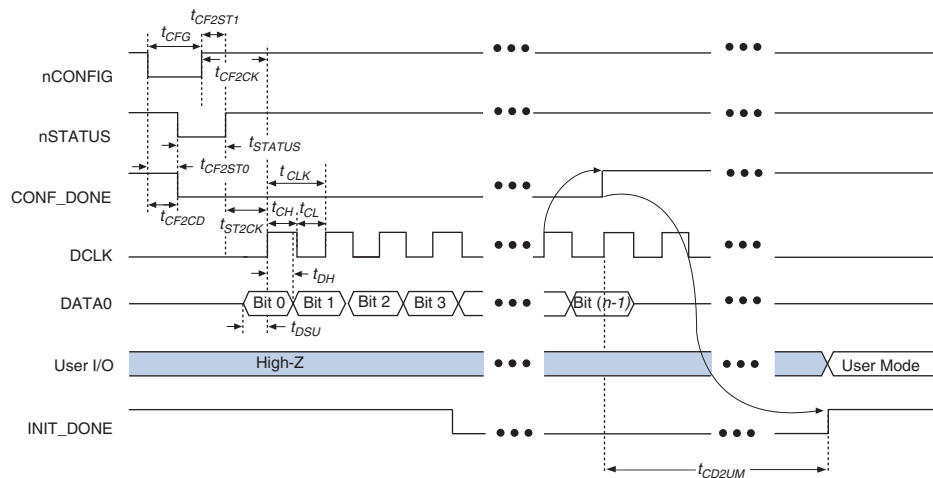 tCF2ST1
tCFG
tCF2CK
nCONFIG
nSTATUS
tSTATUS
tCF2ST0
tCLK
CONF_DONE
tCF2CD
tST2CK
tCH
tCL
DCLK
tDH
DATA0
Bit 0
Bit 1
Bit 2
Bit 3
Bit (n-1)
tDSU
User I/O
High-Z
User Mode
INIT_DONE
tCD2UM